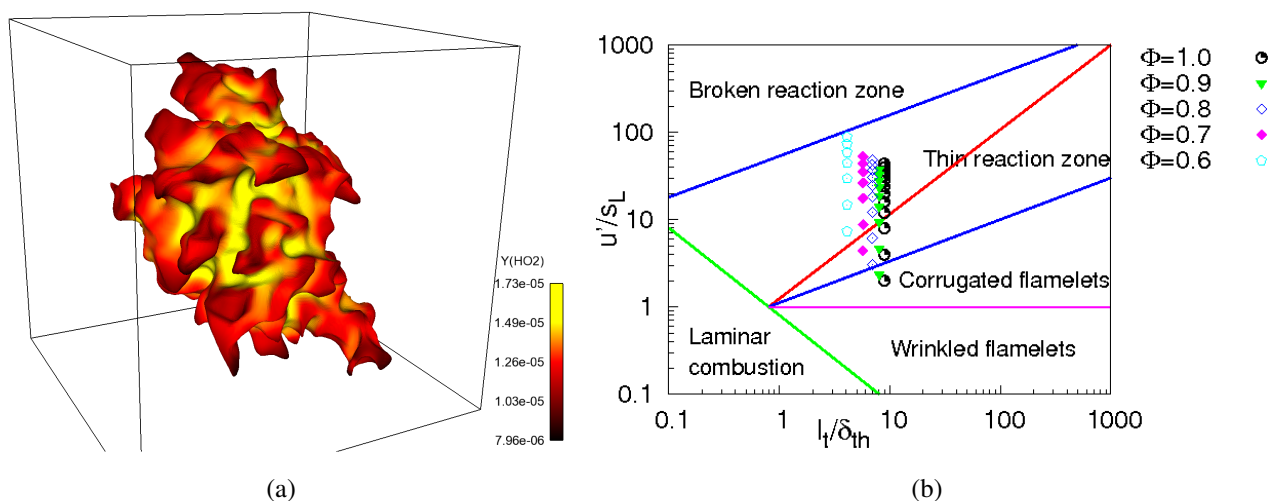 Y(HO2)
1.73e-05
1.49e-05
1.26e-05
1.03e-05
7.96e-06
(a)
1000
100
10
1
0.1
u'/s_L
Broken reaction zone
Thin reaction zone
Corrugated flamelets
Laminar
combustion
Wrinkled flamelets
0.1 1 10 100 1000
l_t/δ_th
Φ=1.0
Φ=0.9
Φ=0.8
Φ=0.7
Φ=0.6
(b)